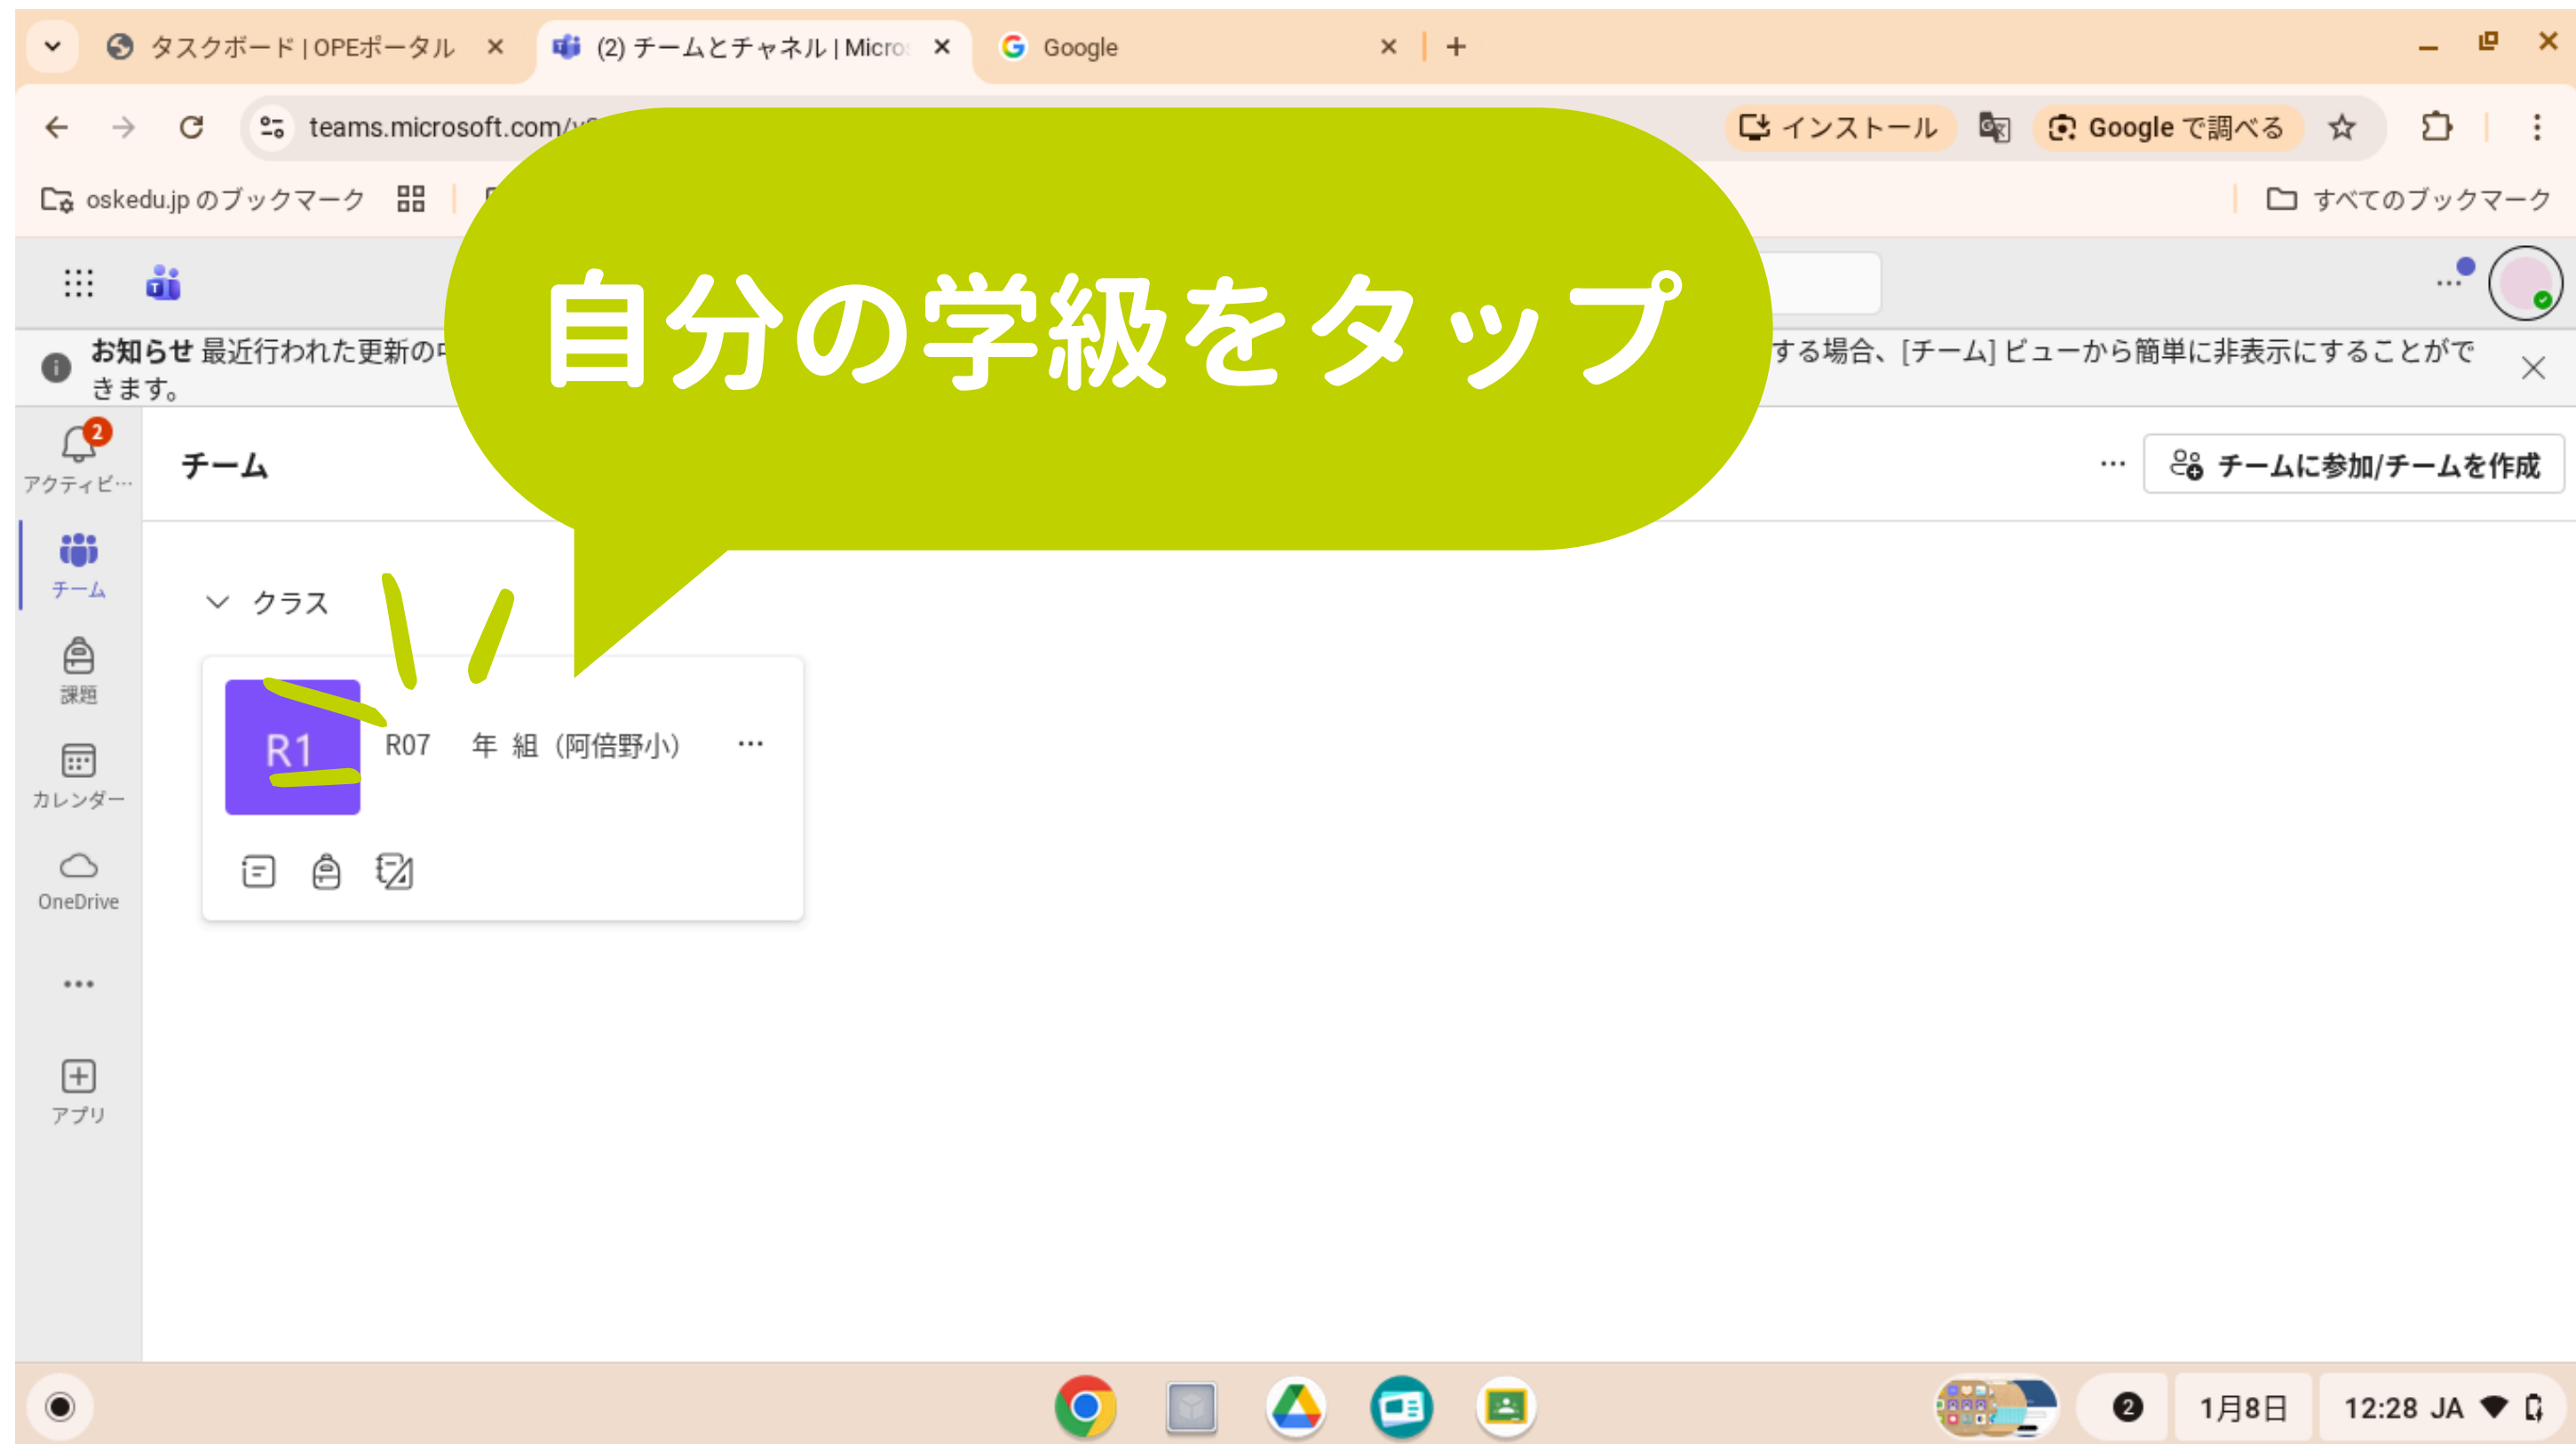 タスクボード | OPEポータル
(2) チームとチャネル | Micro
Google
teams.microsoft.com/v
インストール
Google で調べる
oskedu.jp のブックマーク
すべてのブックマーク
自分の学級をタップ
お知らせ 最近行われた更新の
する場合、[チーム] ビューから簡単に非表示にすることがで
きます。
2
アクティビ…
チーム
チームに参加/チームを作成
チーム
クラス
課題
R1
R07 年 組（阿倍野小）
カレンダー
OneDrive
アプリ
2
1月8日
12:28 JA